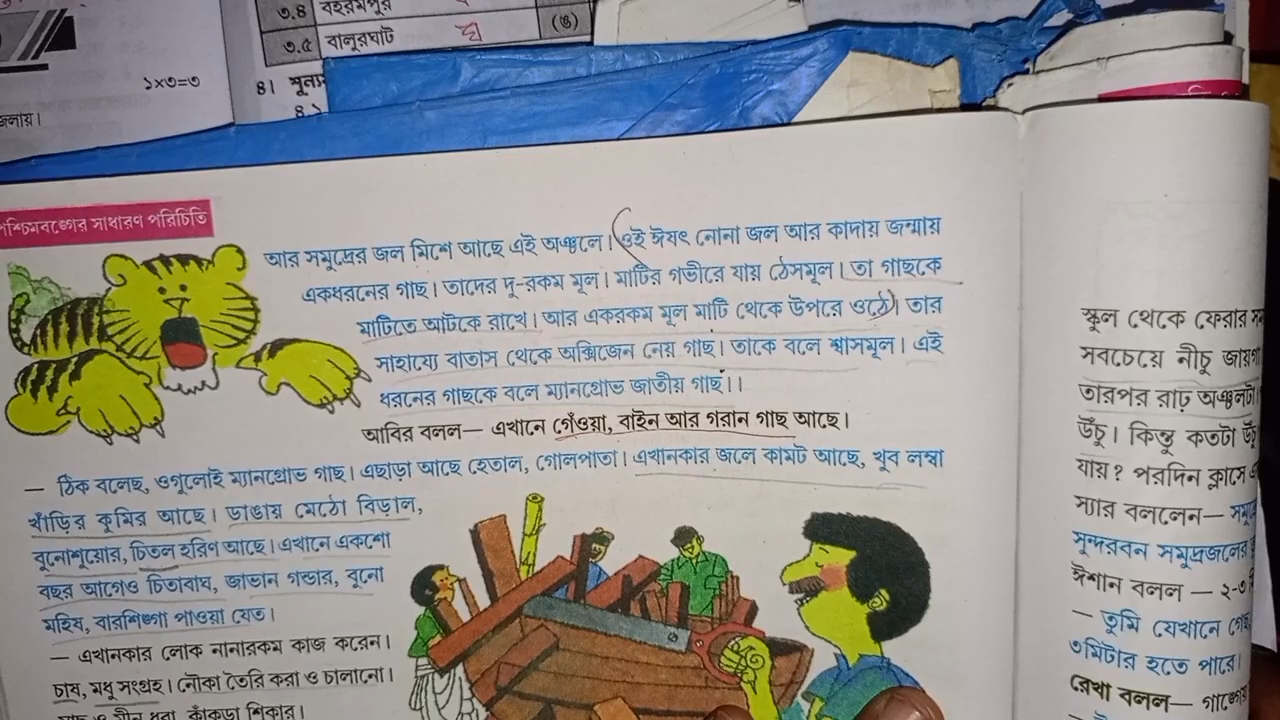 ৩.৪ বহরমপুর
৩.৫ বালুরঘাট ঘ (ঙ)
১x৩=৩
৪। শূন্য
৪.১
পশ্চিমবঙ্গের সাধারণ পরিচিতি
আর সমুদ্রের জল মিশে আছে এই অঞ্চলে। ওই ঈষৎ নোনা জল আর কাদায় জন্মায়
একধরনের গাছ। তাদের দু-রকম মূল। মাটির গভীরে যায় ঠেসমূল। তা গাছকে
মাটিতে আটকে রাখে। আর একরকম মূল মাটি থেকে উপরে ওঠে। তার
সাহায্যে বাতাস থেকে অক্সিজেন নেয় গাছ। তাকে বলে শ্বাসমূল। এই
ধরনের গাছকে বলে ম্যানগ্রোভ জাতীয় গাছ।।
আবির বলল— এখানে গেঁওয়া, বাইন আর গরান গাছ আছে।
— ঠিক বলেছ, ওগুলোই ম্যানগ্রোভ গাছ। এছাড়া আছে হেতাল, গোলপাতা। এখানকার জলে কামট আছে, খুব লম্বা
খাঁড়ির কুমির আছে। ডাঙায় মেঠো বিড়াল,
বুনোশুয়োর, চিতল হরিণ আছে। এখানে একশো
বছর আগেও চিতাবাঘ, জাভান গন্ডার, বুনো
মহিষ, বারশিঙ্গা পাওয়া যেত।
— এখানকার লোক নানারকম কাজ করেন।
চাষ, মধু সংগ্রহ। নৌকা তৈরি করা ও চালানো।
কাঁকড়া শিকার।
স্কুল থেকে ফেরার
সবচেয়ে নীচু জায়গা
তারপর রাঢ় অঞ্চলটা।
উঁচু। কিন্তু কতটা উঁচু
যায়? পরদিন ক্লাসে
স্যার বললেন—
সুন্দরবন সমুদ্রজলের
ঈশান বলল — ২-৩
— তুমি যেখানে
৩মিটার হতে পারে।
রেখা বলল—